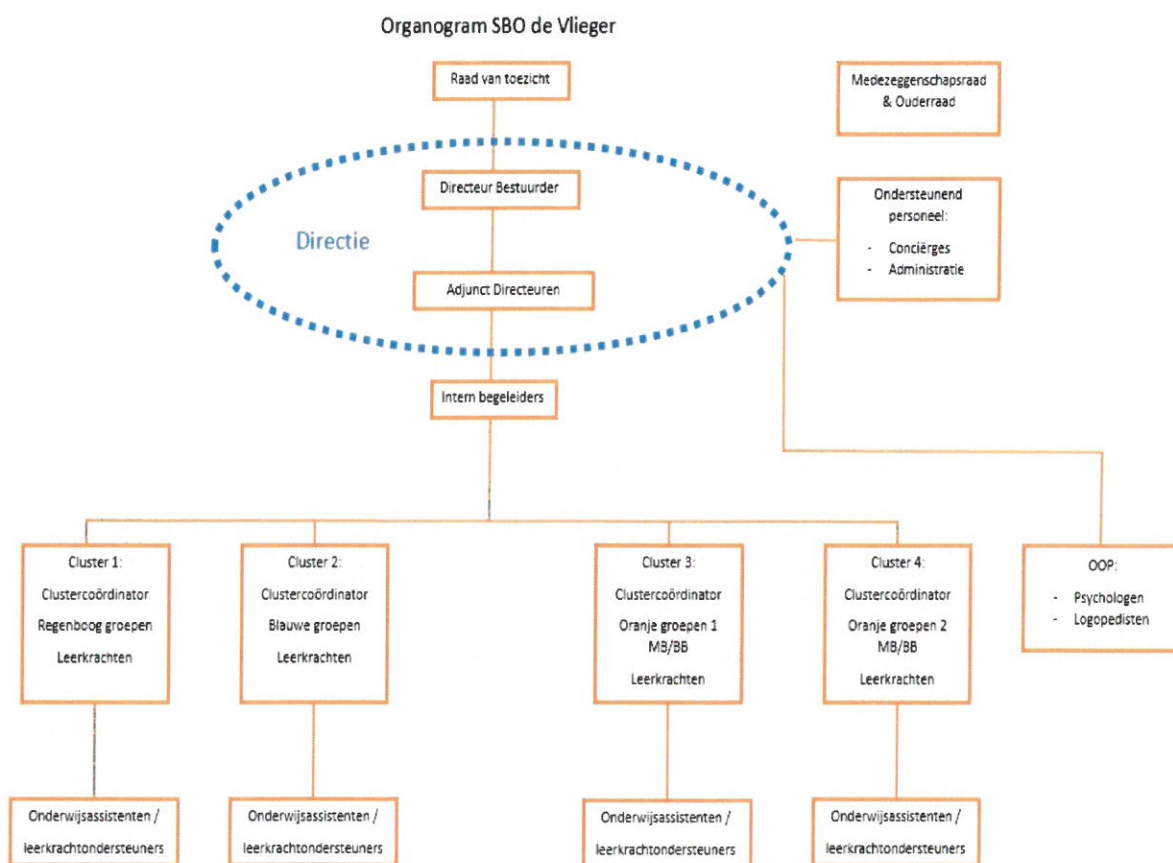 Organogram SBO de Vlieger
Raad van toezicht
Medezeggenschapsraad
& Ouderraad
Directeur Bestuurder
Directie
Ondersteunend
personeel:
- Conciërges
- Administratie
Adjunct Directeuren
Intern begeleiders
Cluster 1:
Clustercoördinator
Regenboog groepen
Leerkrachten
Cluster 2:
Clustercoördinator
Blauwe groepen
Leerkrachten
Cluster 3:
Clustercoördinator
Oranje groepen 1
MB/BB
Leerkrachten
Cluster 4:
Clustercoördinator
Oranje groepen 2
MB/BB
Leerkrachten
OOP:
- Psychologen
- Logopedisten
Onderwijsassistenten /
leerkrachtondersteuners
Onderwijsassistenten /
leerkrachtondersteuners
Onderwijsassistenten /
leerkrachtondersteuners
Onderwijsassistenten /
leerkrachtondersteuners